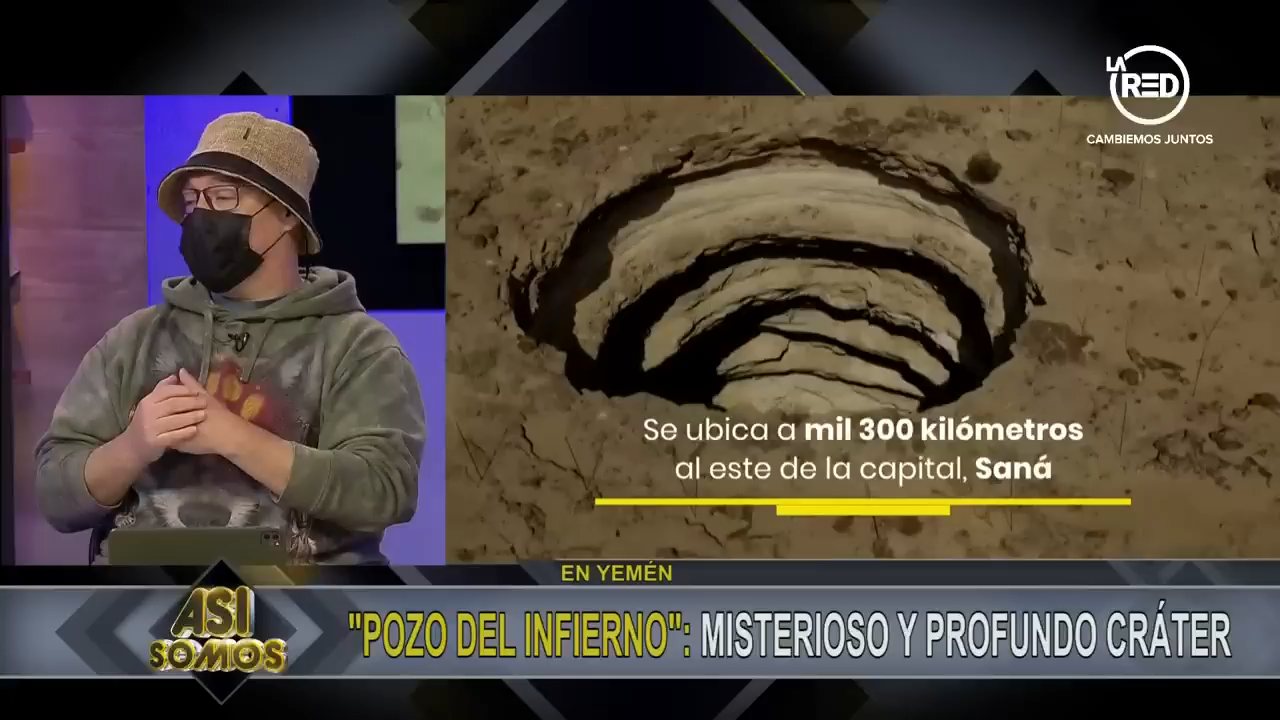 LA
RED
CAMBIEMOS JUNTOS
Se ubica a mil 300 kilómetros
al este de la capital, Saná
EN YEMÉN
ASI
SOMOS
"POZO DEL INFIERNO": MISTERIOSO Y PROFUNDO CRÁTER